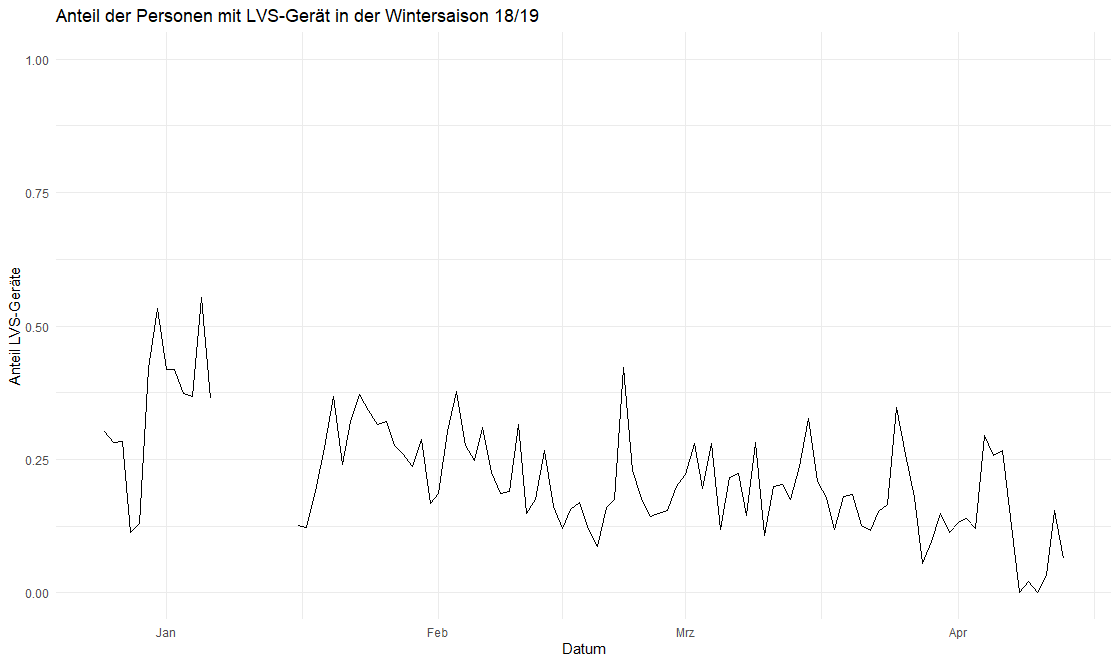 Anteil der Personen mit LVS-Gerät in der Wintersaison 18/19
Anteil LVS-Geräte
1.00
0.75
0.50
0.25
0.00
Jan Feb Mrz Apr
Datum